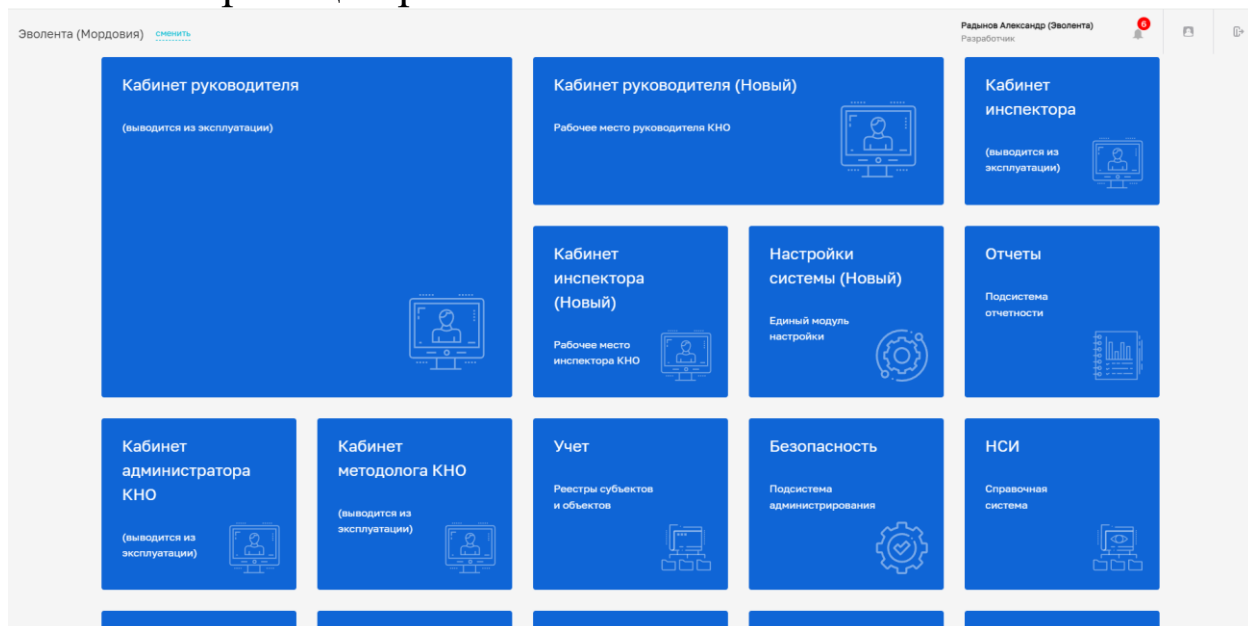 Эволента (Мордовия) сменить
Радынов Александр (Эволента)
Разработчик
6
Кабинет руководителя
(выводится из эксплуатации)
Кабинет руководителя (Новый)
Рабочее место руководителя КНО
Кабинет
инспектора
(выводится из
эксплуатации)
Кабинет
инспектора
(Новый)
Рабочее место
инспектора КНО
Настройки
системы (Новый)
Единый модуль
настройки
Отчеты
Подсистема
отчетности
Кабинет
администратора
КНО
(выводится из
эксплуатации)
Кабинет
методолога КНО
(выводится из
эксплуатации)
Учет
Реестры субъектов
и объектов
Безопасность
Подсистема
администрирования
НСИ
Справочная
система